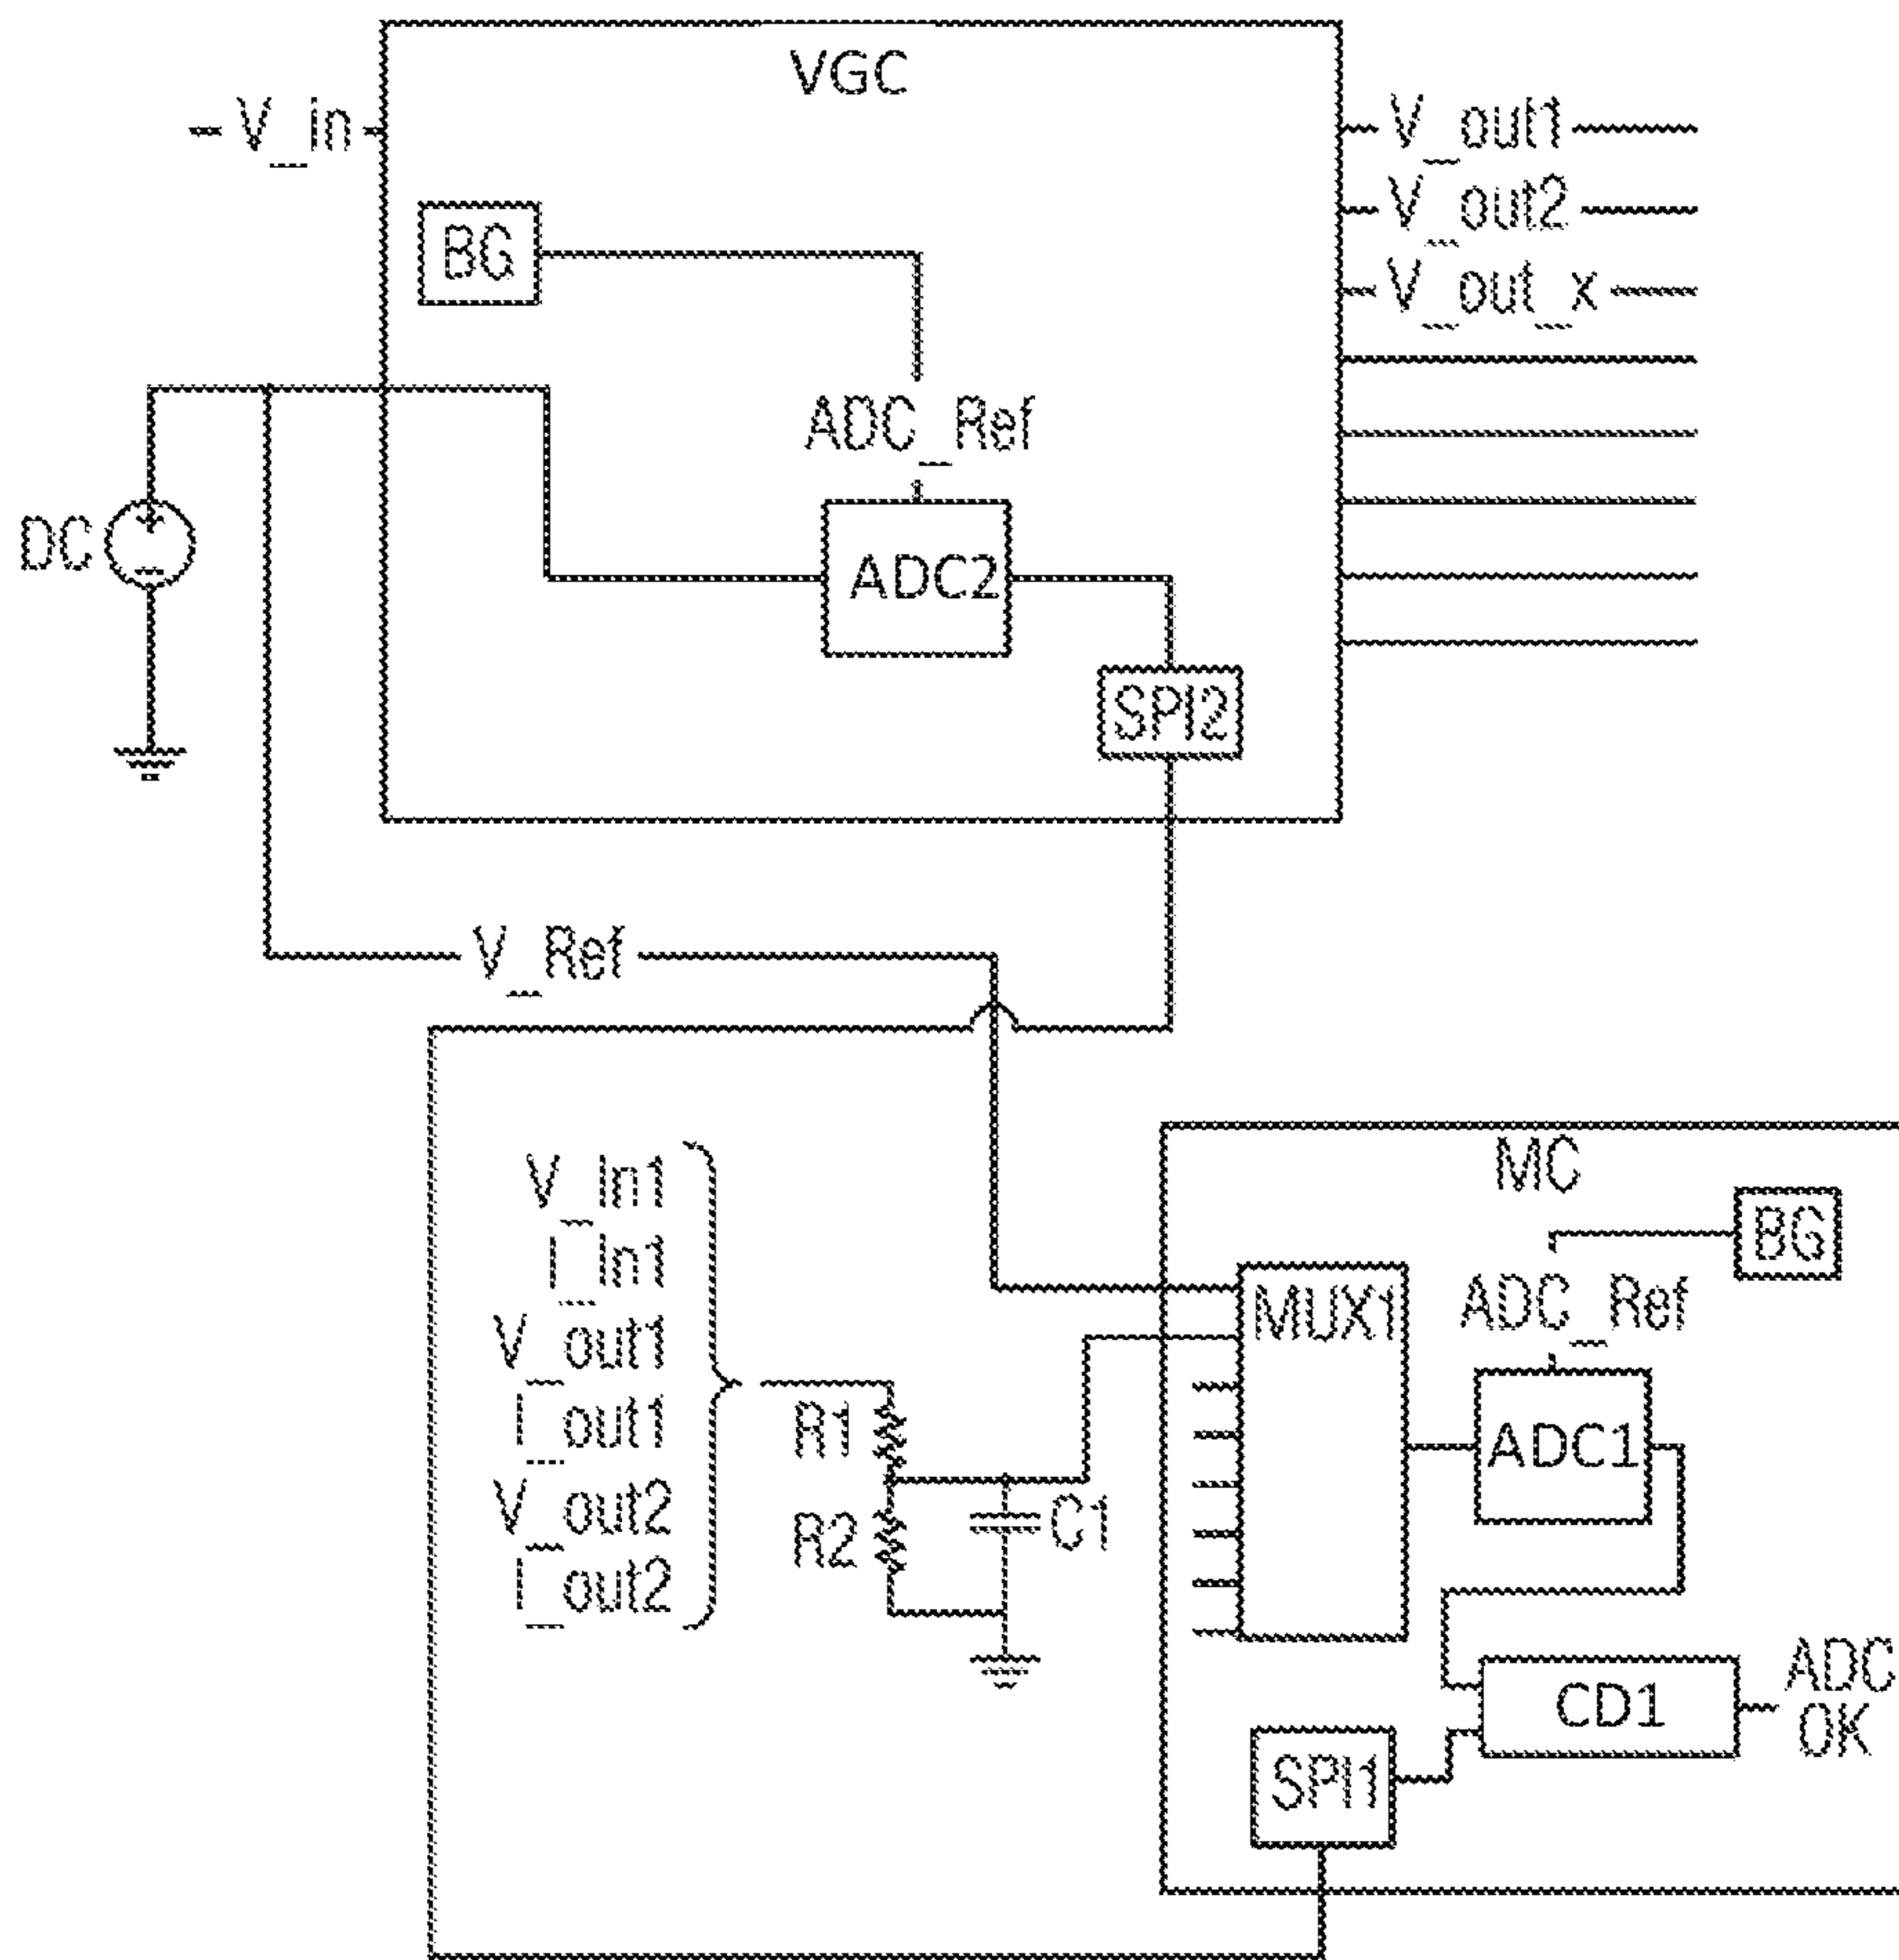 VGC
V_in
V_out1
V_out2
V_out_x
BG
ADC_Ref
DC
ADC2
SPI2
V_Ref
MC
V_In1
I_In1
V_out1
I_out1
V_out2
I_out2
BG
MUX1
ADC_Ref
R1
ADC1
R2
C1
CD1
ADC
OK
SPI1